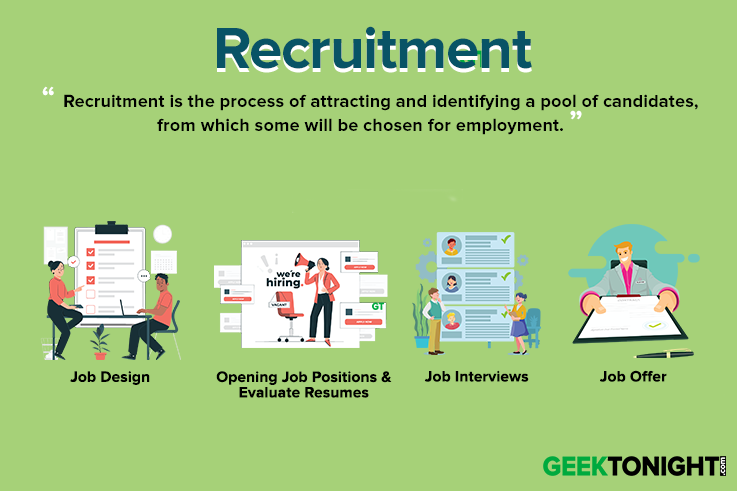 Recruitment
“ Recruitment is the process of attracting and identifying a pool of candidates,
from which some will be chosen for employment. ”
we're
hiring.
VACANT
GT
Job Design
Opening Job Positions &
Evaluate Resumes
Job Interviews
Job Offer
GEEKTONIGHT.com